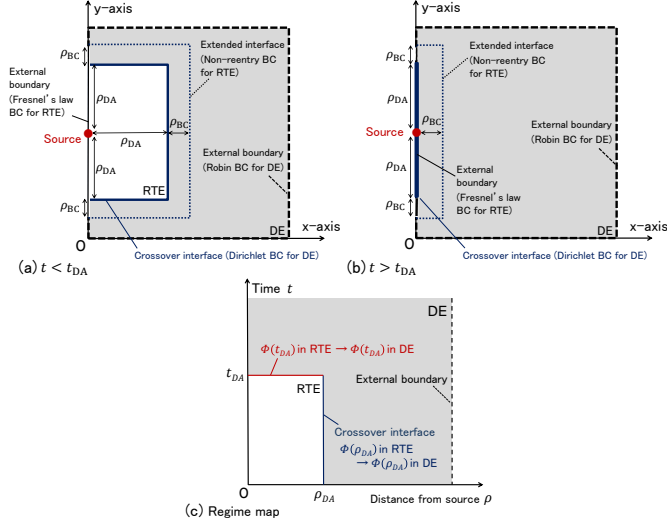 y-axis
ρBC
Extended interface
(Non-reentry BC
for RTE)
External
boundary
(Fresnel's law
BC for RTE)
ρDA
Source
ρDA
ρBC
ρDA
External boundary
(Robin BC for DE)
RTE
ρBC
DE
0
x-axis
Crossover interface (Dirichlet BC for DE)
(a) t < tDA
y-axis
ρBC
Extended interface
(Non-reentry BC
for RTE)
ρDA
Source
ρBC
External boundary
(Robin BC for DE)
ρDA
External
boundary
(Fresnel's law
BC for RTE)
ρBC
DE
0
x-axis
Crossover interface (Dirichlet BC for DE)
(b) t > tDA
Time t
DE
Φ(tDA) in RTE → Φ(tDA) in DE
tDA
RTE
External boundary
Crossover interface
Φ(ρDA) in RTE
→ Φ(ρDA) in DE
0
ρDA
Distance from source ρ
(c) Regime map